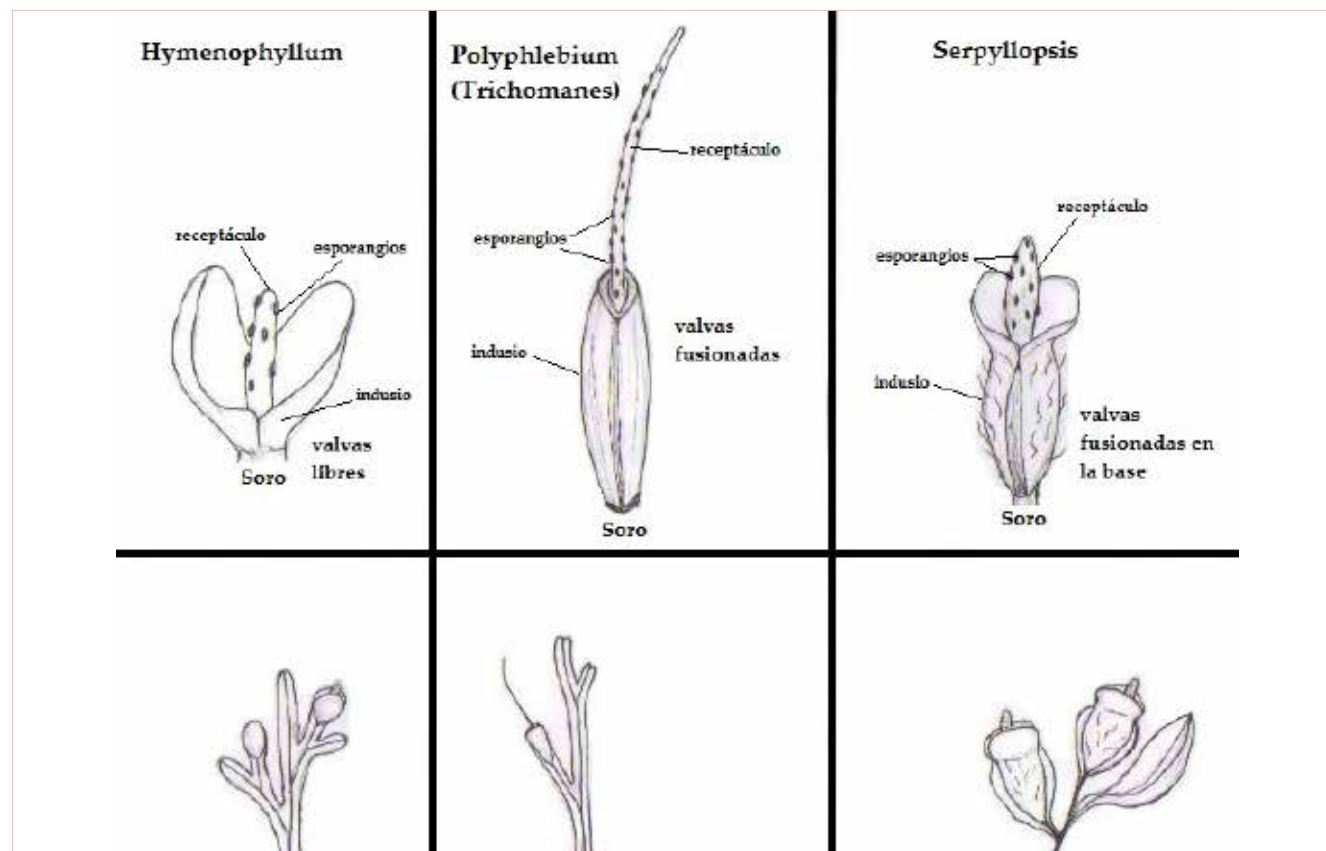 Hymenophyllum
receptáculo
esporangios
indusio
valvas
libres
Soro
Polyphlebium
(Trichomanes)
receptáculo
esporangios
valvas
fusionadas
indusio
Soro
Serpyllopsis
receptáculo
esporangios
indusio
valvas
fusionadas en
la base
Soro